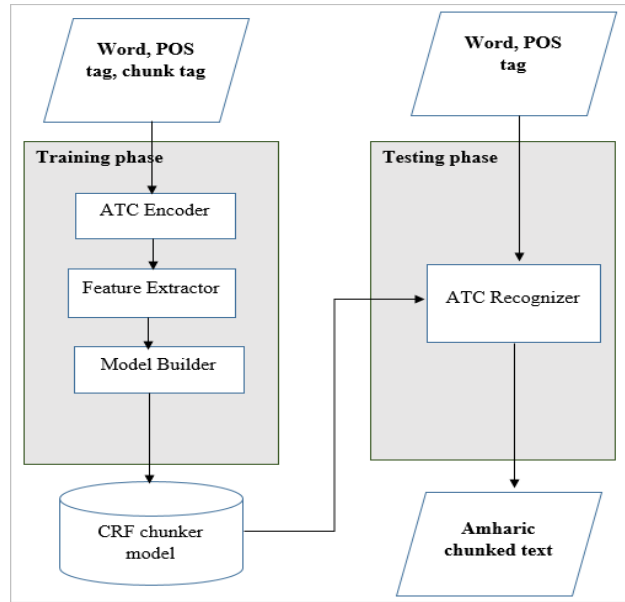 Word, POS
tag, chunk tag
Training phase
ATC Encoder
Feature Extractor
Model Builder
CRF chunker
model
Word, POS
tag
Testing phase
ATC Recognizer
Amharic
chunked text